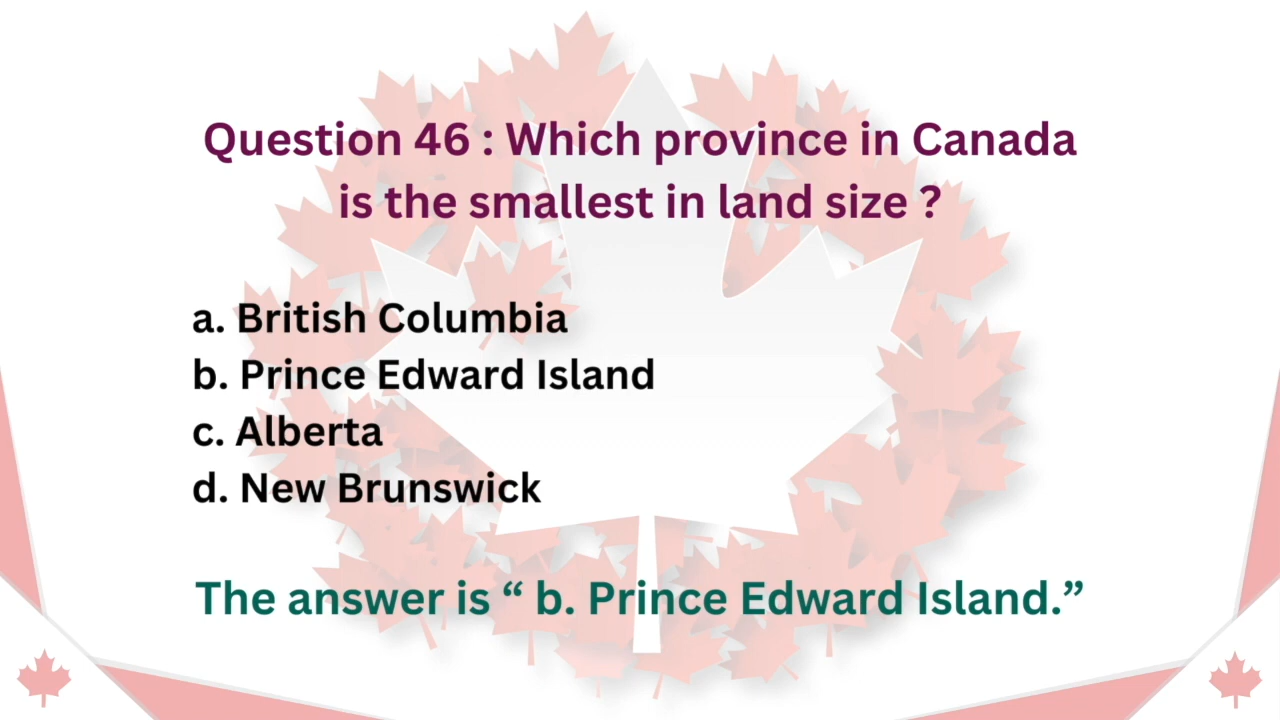 Question 46 : Which province in Canada
is the smallest in land size ?
a. British Columbia
b. Prince Edward Island
c. Alberta
d. New Brunswick
The answer is “ b. Prince Edward Island.”